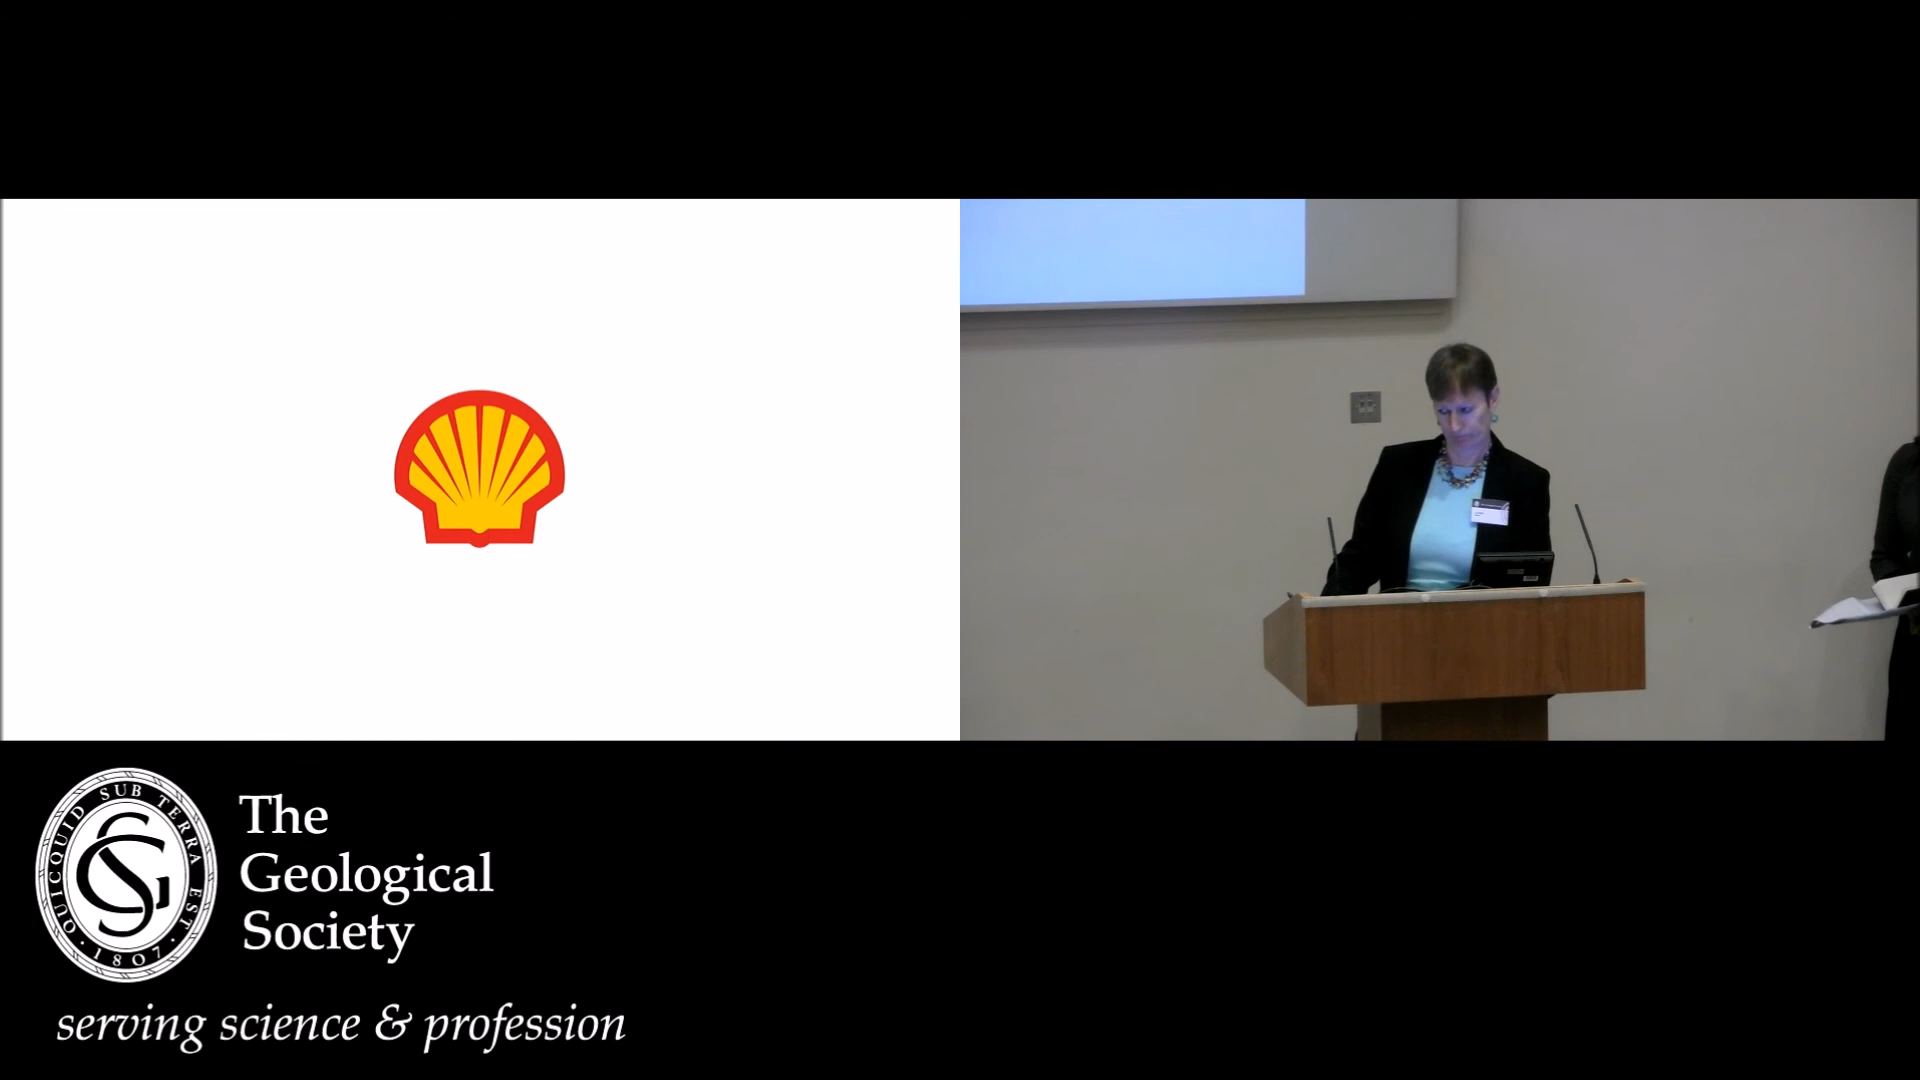 QUICQUID SUB TERRA EST
· 1807 ·
The
Geological
Society
serving science & profession